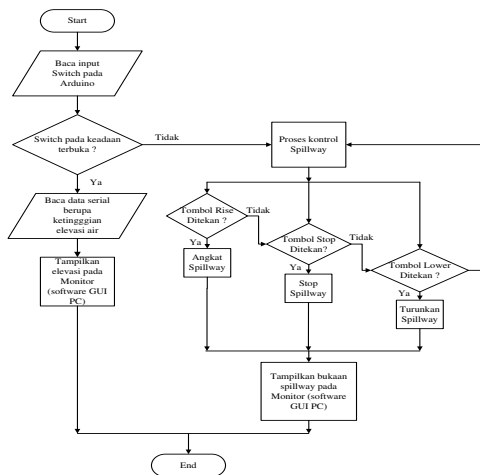 Start
Baca input
Switch pada
Arduino
Switch pada keadaan
terbuka ?
Tidak
Ya
Baca data serial
berupa
ketingggian
elevasi air
Tampilkan
elevasi pada
Monitor
(software GUI
PC)
Proses kontrol
Spillway
Tombol Rise
Ditekan ?
Tidak
Ya
Angkat
Spillway
Tombol Stop
Ditekan?
Tidak
Ya
Stop
Spillway
Tombol Lower
Ditekan ?
Ya
Turunkan
Spillway
Tampilkan bukaan
spillway pada
Monitor (software
GUI PC)
End